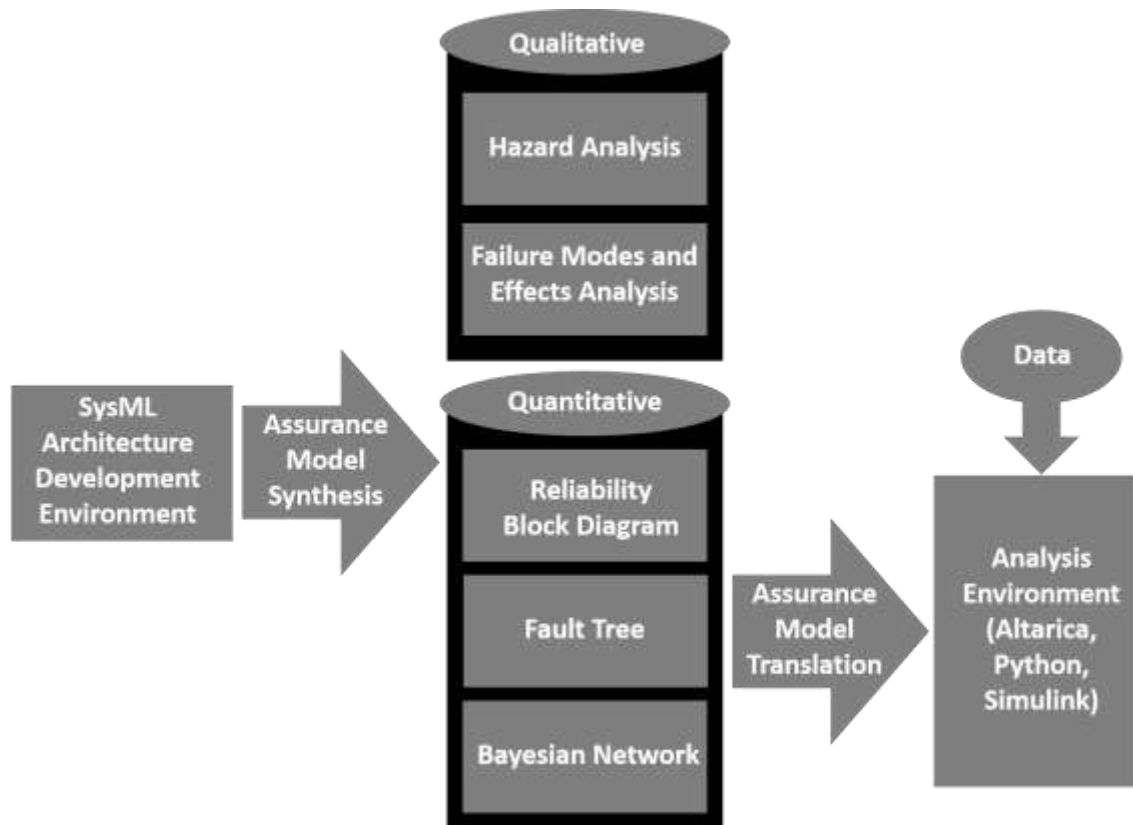 Qualitative
Hazard Analysis
Failure Modes and
Effects Analysis
SysML
Architecture
Development
Environment
Assurance
Model
Synthesis
Quantitative
Reliability
Block Diagram
Fault Tree
Bayesian Network
Assurance
Model
Translation
Data
Analysis
Environment
(Altarica,
Python,
Simulink)